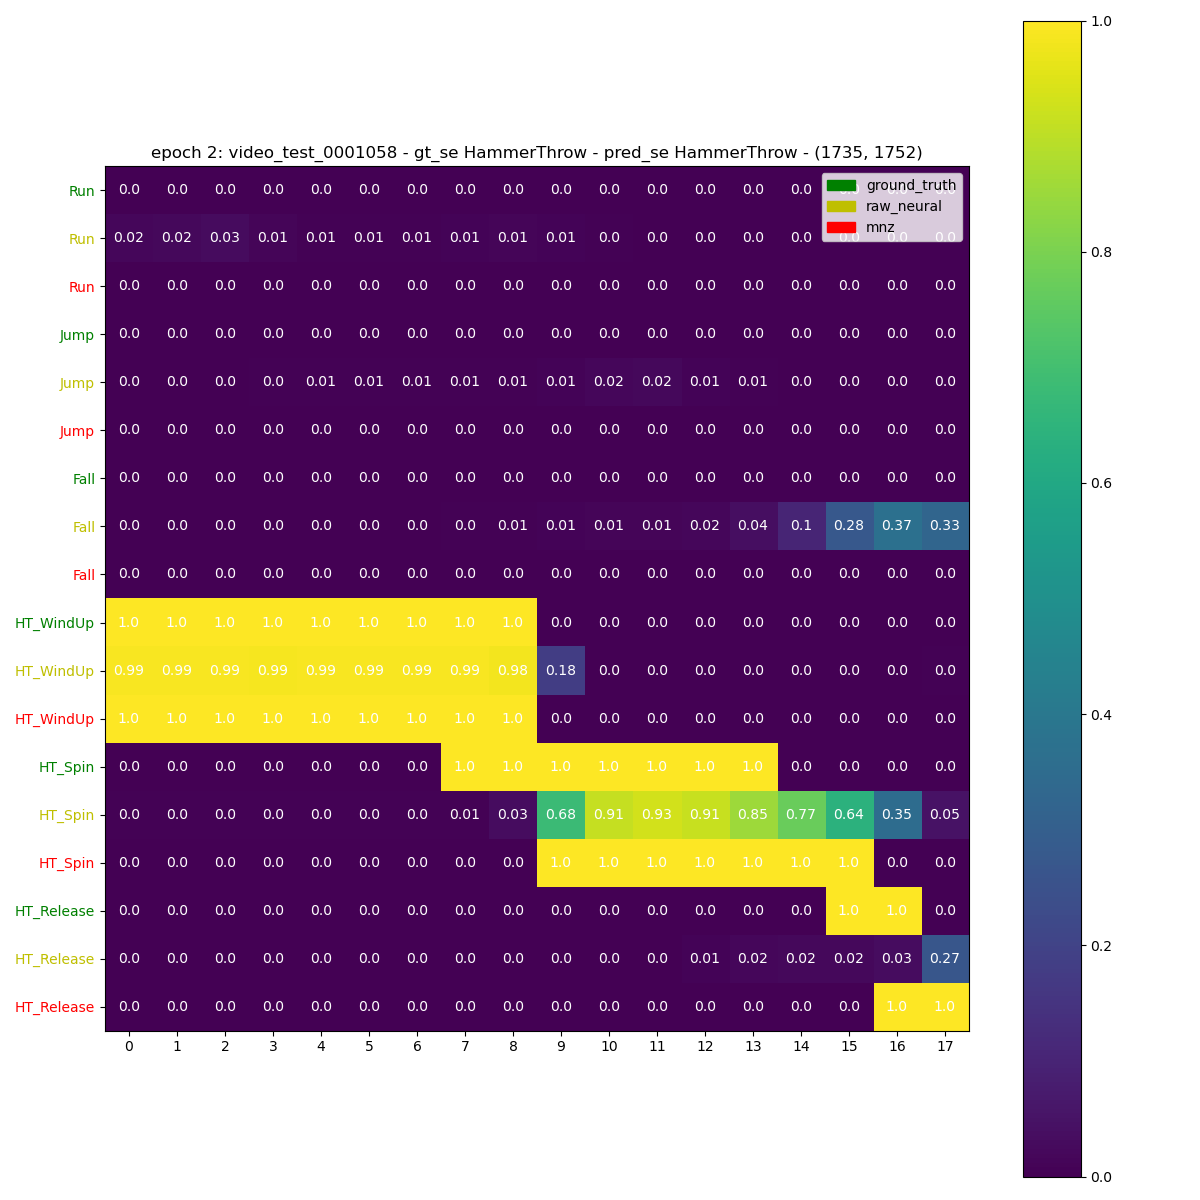 epoch 2: video_test_0001058 - gt_se HammerThrow - pred_se HammerThrow - (1735, 1752)
ground_truth
raw_neural
mnz
Run 0.0 0.0 0.0 0.0 0.0 0.0 0.0 0.0 0.0 0.0 0.0 0.0 0.0 0.0 0.0 0.0 0.0 0.0
Run 0.02 0.02 0.03 0.01 0.01 0.01 0.01 0.01 0.01 0.01 0.0 0.0 0.0 0.0 0.0 0.0 0.0 0.0
Run 0.0 0.0 0.0 0.0 0.0 0.0 0.0 0.0 0.0 0.0 0.0 0.0 0.0 0.0 0.0 0.0 0.0 0.0
Jump 0.0 0.0 0.0 0.0 0.0 0.0 0.0 0.0 0.0 0.0 0.0 0.0 0.0 0.0 0.0 0.0 0.0 0.0
Jump 0.0 0.0 0.0 0.0 0.01 0.01 0.01 0.01 0.01 0.01 0.02 0.02 0.01 0.01 0.0 0.0 0.0 0.0
Jump 0.0 0.0 0.0 0.0 0.0 0.0 0.0 0.0 0.0 0.0 0.0 0.0 0.0 0.0 0.0 0.0 0.0 0.0
Fall 0.0 0.0 0.0 0.0 0.0 0.0 0.0 0.0 0.0 0.0 0.0 0.0 0.0 0.0 0.0 0.0 0.0 0.0
Fall 0.0 0.0 0.0 0.0 0.0 0.0 0.0 0.0 0.01 0.01 0.01 0.01 0.02 0.04 0.1 0.28 0.37 0.33
Fall 0.0 0.0 0.0 0.0 0.0 0.0 0.0 0.0 0.0 0.0 0.0 0.0 0.0 0.0 0.0 0.0 0.0 0.0
HT_WindUp 1.0 1.0 1.0 1.0 1.0 1.0 1.0 1.0 1.0 0.0 0.0 0.0 0.0 0.0 0.0 0.0 0.0 0.0
HT_WindUp 0.99 0.99 0.99 0.99 0.99 0.99 0.99 0.99 0.98 0.18 0.0 0.0 0.0 0.0 0.0 0.0 0.0 0.0
HT_WindUp 1.0 1.0 1.0 1.0 1.0 1.0 1.0 1.0 1.0 0.0 0.0 0.0 0.0 0.0 0.0 0.0 0.0 0.0
HT_Spin 0.0 0.0 0.0 0.0 0.0 0.0 0.0 1.0 1.0 1.0 1.0 1.0 1.0 1.0 0.0 0.0 0.0 0.0
HT_Spin 0.0 0.0 0.0 0.0 0.0 0.0 0.0 0.01 0.03 0.68 0.91 0.93 0.91 0.85 0.77 0.64 0.35 0.05
HT_Spin 0.0 0.0 0.0 0.0 0.0 0.0 0.0 0.0 0.0 1.0 1.0 1.0 1.0 1.0 1.0 1.0 0.0 0.0
HT_Release 0.0 0.0 0.0 0.0 0.0 0.0 0.0 0.0 0.0 0.0 0.0 0.0 0.0 0.0 0.0 1.0 1.0 0.0
HT_Release 0.0 0.0 0.0 0.0 0.0 0.0 0.0 0.0 0.0 0.0 0.0 0.0 0.01 0.02 0.02 0.02 0.03 0.27
HT_Release 0.0 0.0 0.0 0.0 0.0 0.0 0.0 0.0 0.0 0.0 0.0 0.0 0.0 0.0 0.0 0.0 1.0 1.0
0 1 2 3 4 5 6 7 8 9 10 11 12 13 14 15 16 17
1.0
0.8
0.6
0.4
0.2
0.0